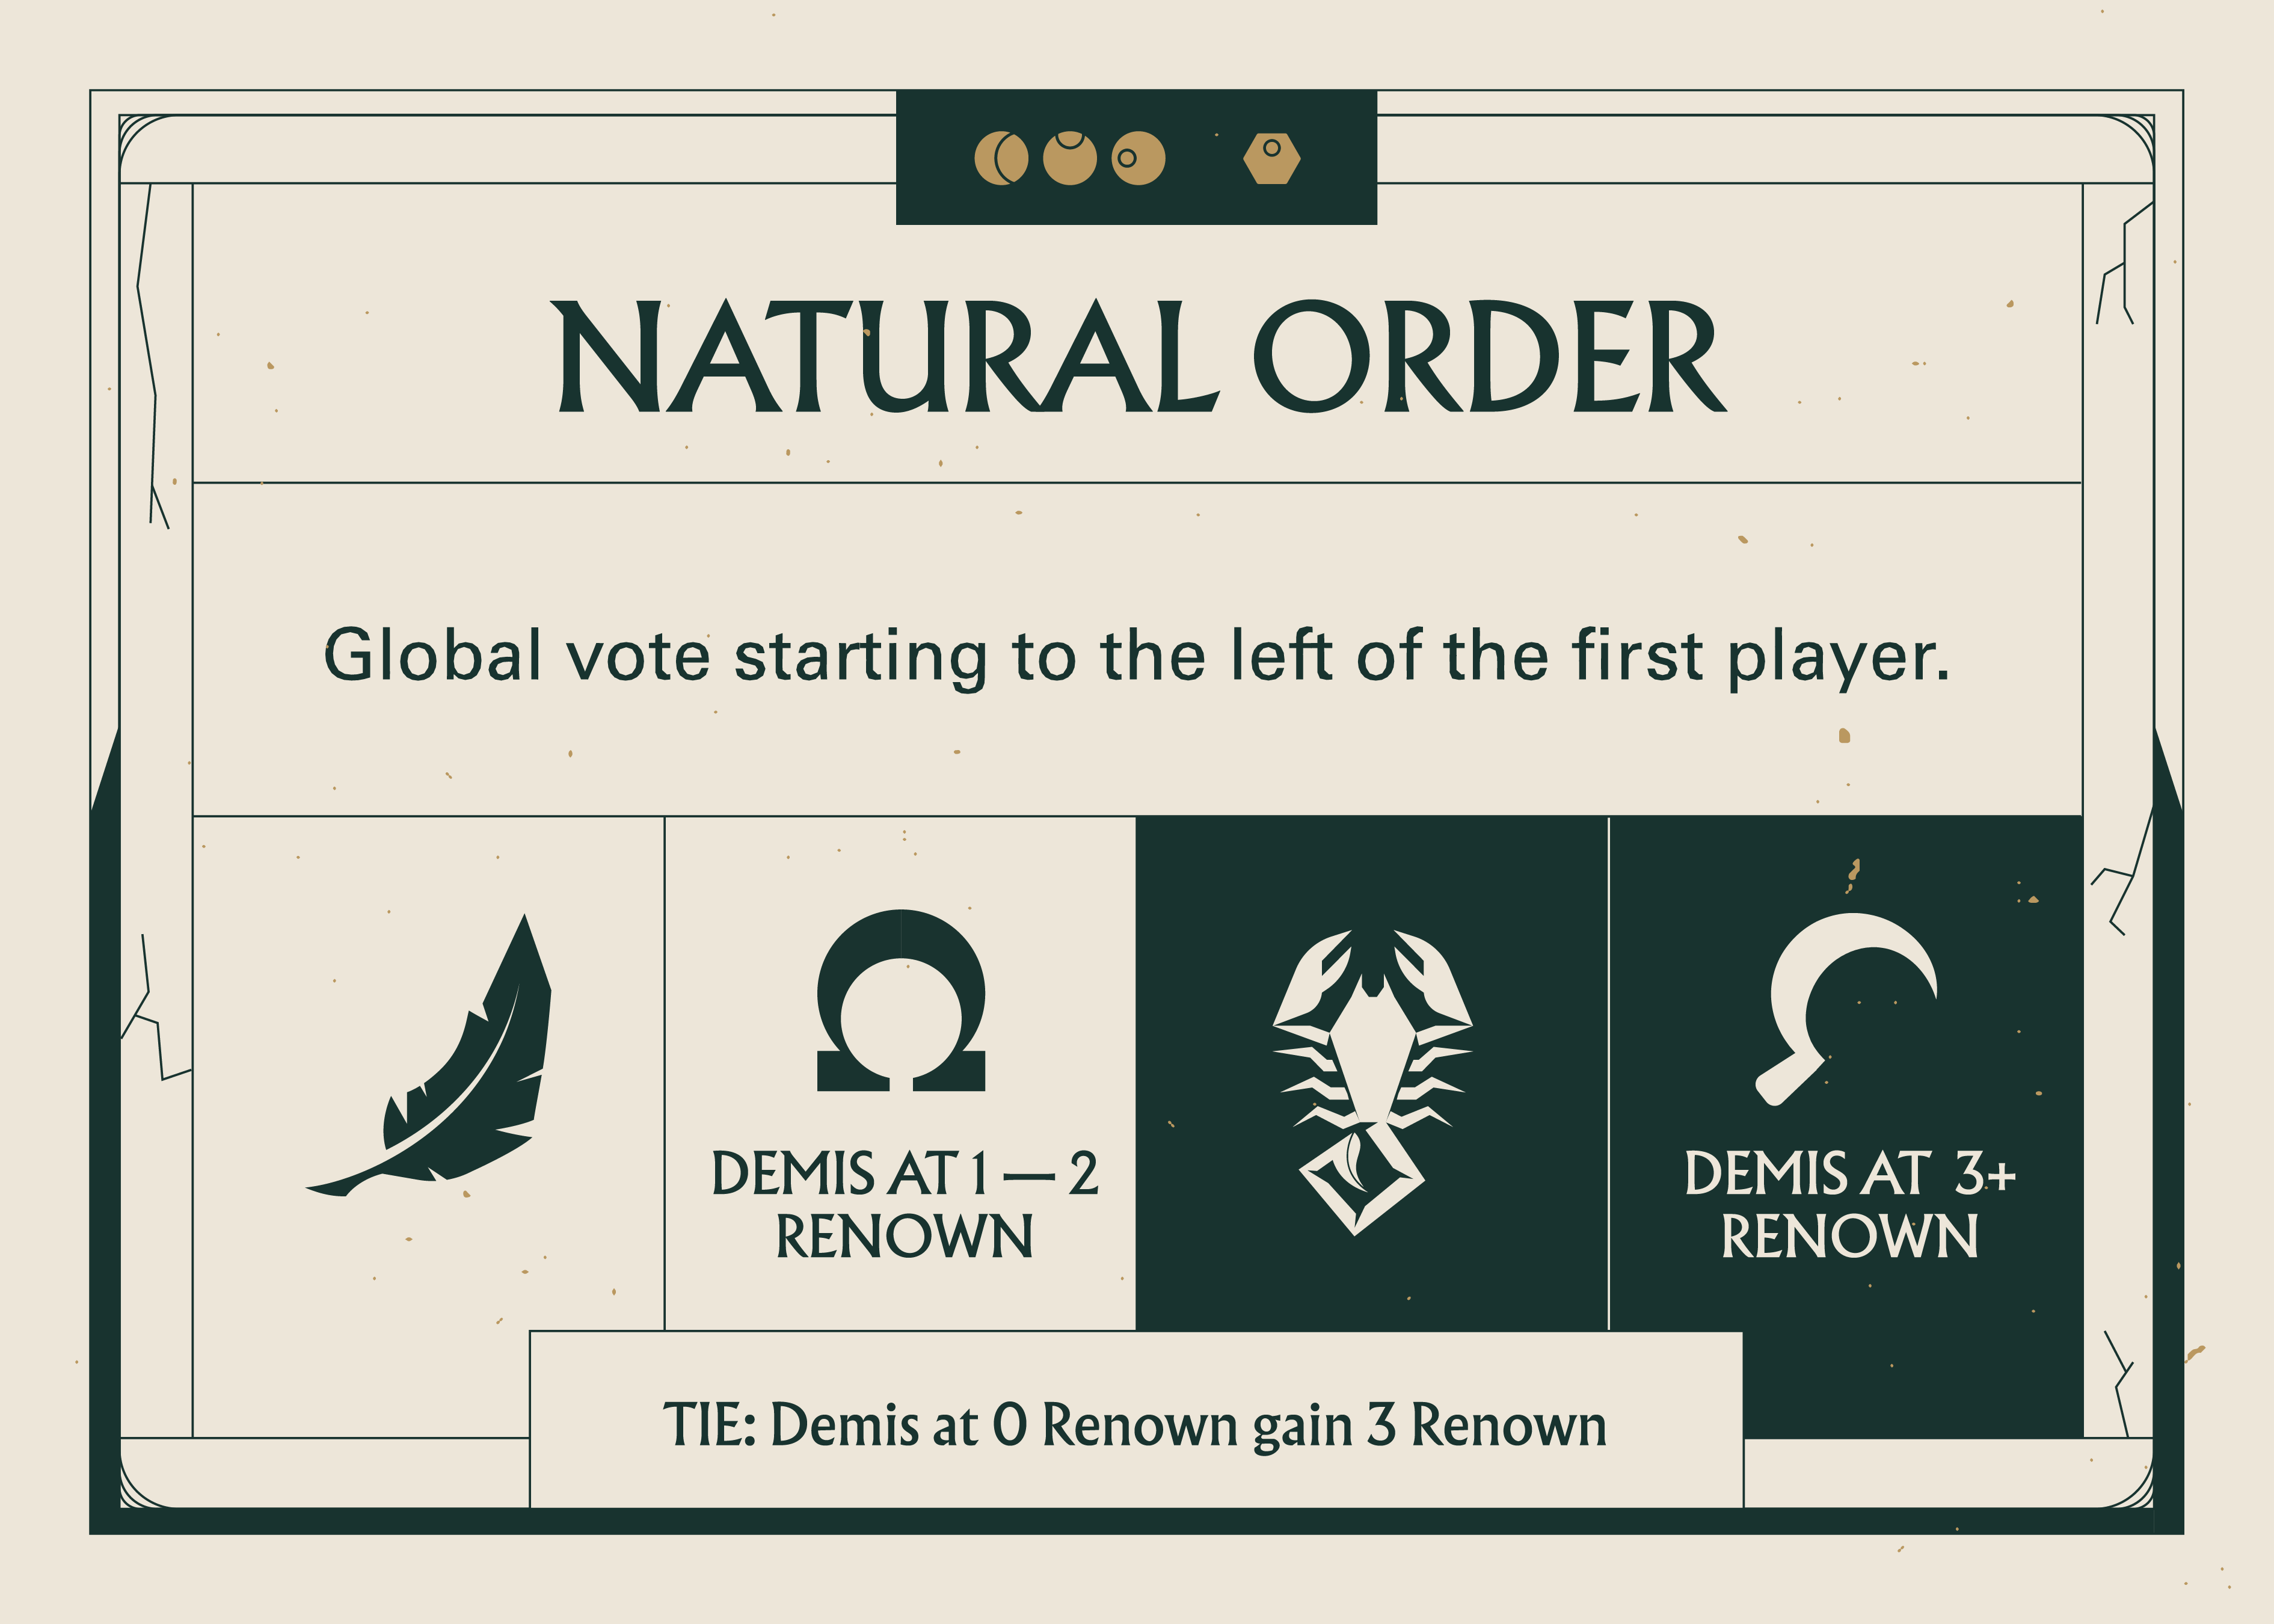 NATURAL ORDER
Global vote starting to the left of the first player.
DEMIS AT 1 — 2
RENOWN
DEMIS AT 3+
RENOWN
TIE: Demis at 0 Renown gain 3 Renown